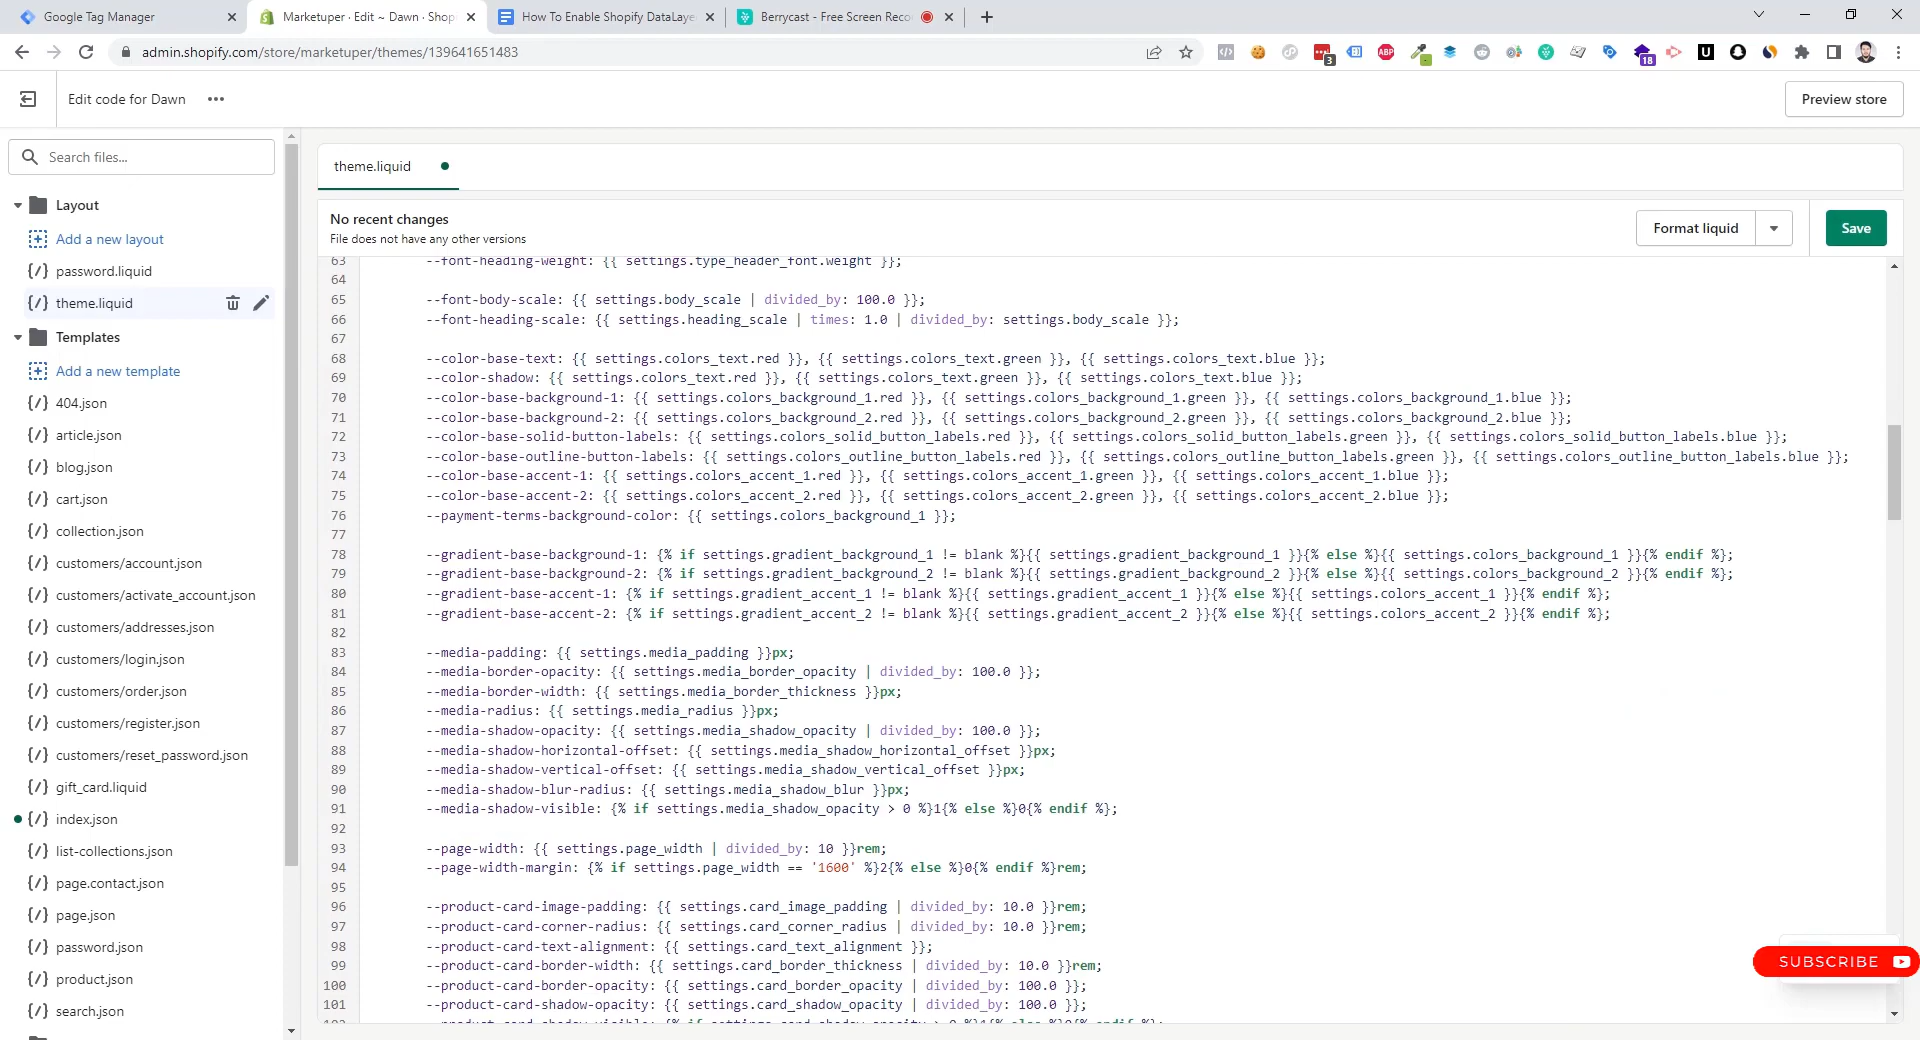 Google Tag Manager
Marketuper · Edit ~ Dawn · Shop
How To Enable Shopify DataLaye
Berrycast - Free Screen Reco
admin.shopify.com/store/marketuper/themes/139641651483
3
ABP
18
U
Edit code for Dawn
Preview store
Search files...
Layout
Add a new layout
password.liquid
theme.liquid
Templates
Add a new template
404.json
article.json
blog.json
cart.json
collection.json
customers/account.json
customers/activate_account.json
customers/addresses.json
customers/login.json
customers/order.json
customers/register.json
customers/reset_password.json
gift_card.liquid
index.json
list-collections.json
page.contact.json
page.json
password.json
product.json
search.json
theme.liquid
No recent changes
File does not have any other versions
Format liquid
Save
63 --font-heading-weight: {{ settings.type_header_font.weight }};
64
65 --font-body-scale: {{ settings.body_scale | divided_by: 100.0 }};
66 --font-heading-scale: {{ settings.heading_scale | times: 1.0 | divided_by: settings.body_scale }};
67
68 --color-base-text: {{ settings.colors_text.red }}, {{ settings.colors_text.green }}, {{ settings.colors_text.blue }};
69 --color-shadow: {{ settings.colors_text.red }}, {{ settings.colors_text.green }}, {{ settings.colors_text.blue }};
70 --color-base-background-1: {{ settings.colors_background_1.red }}, {{ settings.colors_background_1.green }}, {{ settings.colors_background_1.blue }};
71 --color-base-background-2: {{ settings.colors_background_2.red }}, {{ settings.colors_background_2.green }}, {{ settings.colors_background_2.blue }};
72 --color-base-solid-button-labels: {{ settings.colors_solid_button_labels.red }}, {{ settings.colors_solid_button_labels.green }}, {{ settings.colors_solid_button_labels.blue }};
73 --color-base-outline-button-labels: {{ settings.colors_outline_button_labels.red }}, {{ settings.colors_outline_button_labels.green }}, {{ settings.colors_outline_button_labels.blue }};
74 --color-base-accent-1: {{ settings.colors_accent_1.red }}, {{ settings.colors_accent_1.green }}, {{ settings.colors_accent_1.blue }};
75 --color-base-accent-2: {{ settings.colors_accent_2.red }}, {{ settings.colors_accent_2.green }}, {{ settings.colors_accent_2.blue }};
76 --payment-terms-background-color: {{ settings.colors_background_1 }};
77
78 --gradient-base-background-1: {% if settings.gradient_background_1 != blank %}{{ settings.gradient_background_1 }}{% else %}{{ settings.colors_background_1 }}{% endif %};
79 --gradient-base-background-2: {% if settings.gradient_background_2 != blank %}{{ settings.gradient_background_2 }}{% else %}{{ settings.colors_background_2 }}{% endif %};
80 --gradient-base-accent-1: {% if settings.gradient_accent_1 != blank %}{{ settings.gradient_accent_1 }}{% else %}{{ settings.colors_accent_1 }}{% endif %};
81 --gradient-base-accent-2: {% if settings.gradient_accent_2 != blank %}{{ settings.gradient_accent_2 }}{% else %}{{ settings.colors_accent_2 }}{% endif %};
82
83 --media-padding: {{ settings.media_padding }}px;
84 --media-border-opacity: {{ settings.media_border_opacity | divided_by: 100.0 }};
85 --media-border-width: {{ settings.media_border_thickness }}px;
86 --media-radius: {{ settings.media_radius }}px;
87 --media-shadow-opacity: {{ settings.media_shadow_opacity | divided_by: 100.0 }};
88 --media-shadow-horizontal-offset: {{ settings.media_shadow_horizontal_offset }}px;
89 --media-shadow-vertical-offset: {{ settings.media_shadow_vertical_offset }}px;
90 --media-shadow-blur-radius: {{ settings.media_shadow_blur }}px;
91 --media-shadow-visible: {% if settings.media_shadow_opacity > 0 %}1{% else %}0{% endif %};
92
93 --page-width: {{ settings.page_width | divided_by: 10 }}rem;
94 --page-width-margin: {% if settings.page_width == '1600' %}2{% else %}0{% endif %}rem;
95
96 --product-card-image-padding: {{ settings.card_image_padding | divided_by: 10.0 }}rem;
97 --product-card-corner-radius: {{ settings.card_corner_radius | divided_by: 10.0 }}rem;
98 --product-card-text-alignment: {{ settings.card_text_alignment }};
99 --product-card-border-width: {{ settings.card_border_thickness | divided_by: 10.0 }}rem;
100 --product-card-border-opacity: {{ settings.card_border_opacity | divided_by: 100.0 }};
101 --product-card-shadow-opacity: {{ settings.card_shadow_opacity | divided_by: 100.0 }};
102 --product-card-shadow-visible: {% if settings.card_shadow_opacity > 0 %}1{% else %}0{% endif %};
SUBSCRIBE